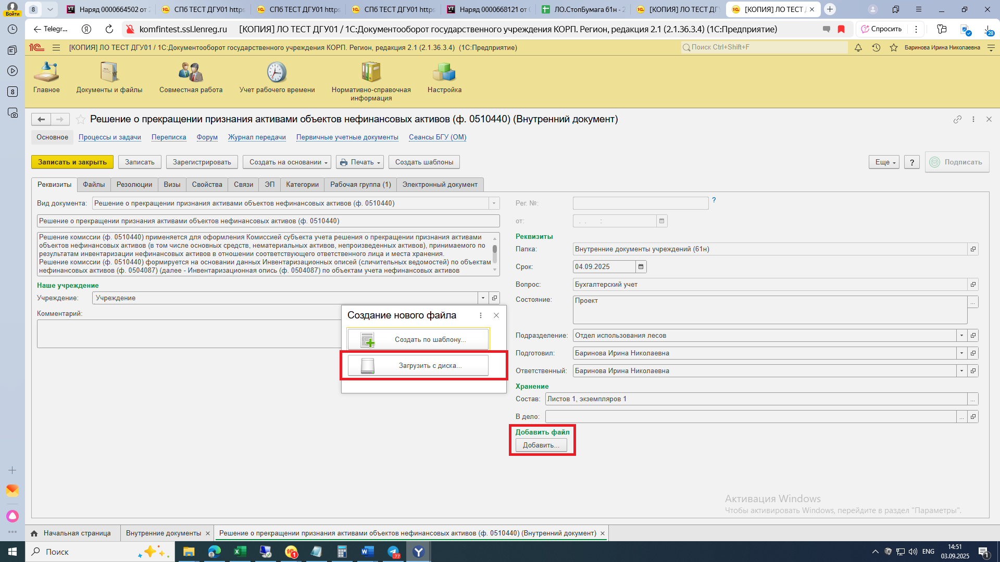 Войти
8
Наряд 0000664502 от 2
СПб ТЕСТ ДГУ01 https
СПб ТЕСТ ДГУ01 https
СПб ТЕСТ ДГУ01 https
Наряд 0000668121 от 0
ЛО.СтопБумага 61н - 2
[КОПИЯ] ЛО ТЕСТ ДГУ
[КОПИЯ] ЛО ТЕСТ Д
Telegr...
komfintest.ssl.lenreg.ru
[КОПИЯ] ЛО ТЕСТ ДГУ01 / 1С:Документооборот государственного учреждения КОРП. Регион, редакция 2.1 (2.1.36.3.4) (1С:Предприятие)
Спросить
28
[КОПИЯ] ЛО ТЕСТ ДГУ01 / 1С:Документооборот государственного учреждения КОРП. Регион, редакция 2.1 (2.1.36.3.4) (1С:Предприятие)
Поиск Ctrl+Shift+F
Баринова Ирина Николаевна
8
Главное
Документы и файлы
Совместная работа
Учет рабочего времени
Нормативно-справочная
информация
Настройка
Решение о прекращении признания активами объектов нефинансовых активов (ф. 0510440) (Внутренний документ)
Основное
Процессы и задачи
Переписка
Форум
Журнал передачи
Первичные учетные документы
Сеансы БГУ (ОМ)
Записать и закрыть
Записать
Зарегистрировать
Создать на основании
Печать
Создать шаблоны
Еще
?
Подписать
Реквизиты
Файлы
Резолюции
Визы
Свойства
Связи
ЭП
Категории
Рабочая группа (1)
Электронный документ
Вид документа:
Решение о прекращении признания активами объектов нефинансовых активов (ф. 0510440)
Решение о прекращении признания активами объектов нефинансовых активов (ф. 0510440)
Решение комиссии (ф. 0510440) применяется для оформления Комиссией субъекта учета решения о прекращении признания активами
объектов нефинансовых активов (в том числе основных средств, нематериальных активов, непроизведенных активов), принимаемого по
результатам инвентаризации нефинансовых активов в отношении соответствующего ответственного лица и места хранения.
Решение комиссии (ф. 0510440) формируется на основании данных Инвентаризационных описей (сличительных ведомостей) по объектам
нефинансовых активов (ф. 0504087) (далее - Инвентаризационная опись (ф. 0504087) по объектам учета нефинансовых активов
Наше учреждение
Учреждение:
Учреждение
Комментарий:
Создание нового файла
Создать по шаблону...
Загрузить с диска...
Рег. №:
?
от:
. . :
Реквизиты
Папка:
Внутренние документы учреждений (61н)
Срок:
04.09.2025
Вопрос:
Бухгалтерский учет
Состояние:
Проект
...
Подразделение:
Отдел использования лесов
Подготовил:
Баринова Ирина Николаевна
Ответственный:
Баринова Ирина Николаевна
Хранение
Состав:
Листов 1, экземпляров 1
...
В дело:
...
Добавить файл
Добавить...
Активация Windows
Чтобы активировать Windows, перейдите в раздел "Параметры".
Начальная страница
Внутренние документы
Решение о прекращении признания активами объектов нефинансовых активов (ф. 0510440) (Внутренний документ)
Поиск
1
77
ENG
14:51
03.09.2025
1